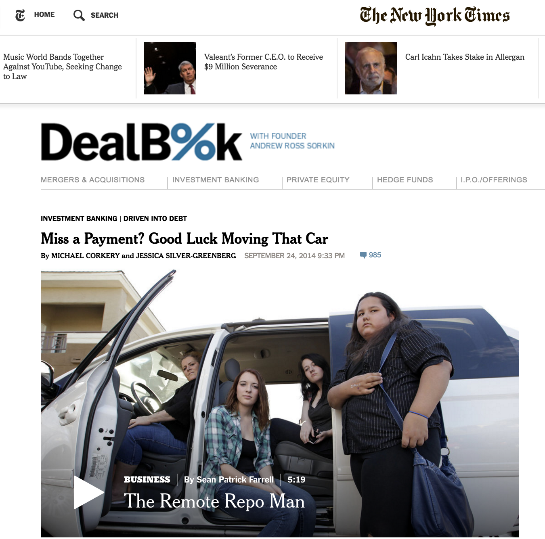 HOME
SEARCH
The New York Times
Music World Bands Together
Against YouTube, Seeking Change
to Law
Valeant's Former C.E.O. to Receive
$9 Million Severance
Carl Icahn Takes Stake in Allergan
DealB%k
WITH FOUNDER
ANDREW ROSS SORKIN
MERGERS & ACQUISITIONS
INVESTMENT BANKING
PRIVATE EQUITY
HEDGE FUNDS
I.P.O./OFFERINGS
INVESTMENT BANKING | DRIVEN INTO DEBT
Miss a Payment? Good Luck Moving That Car
By MICHAEL CORKERY and JESSICA SILVER-GREENBERG SEPTEMBER 24, 2014 9:33 PM 985
BUSINESS | By Sean Patrick Farrell | 5:19
The Remote Repo Man